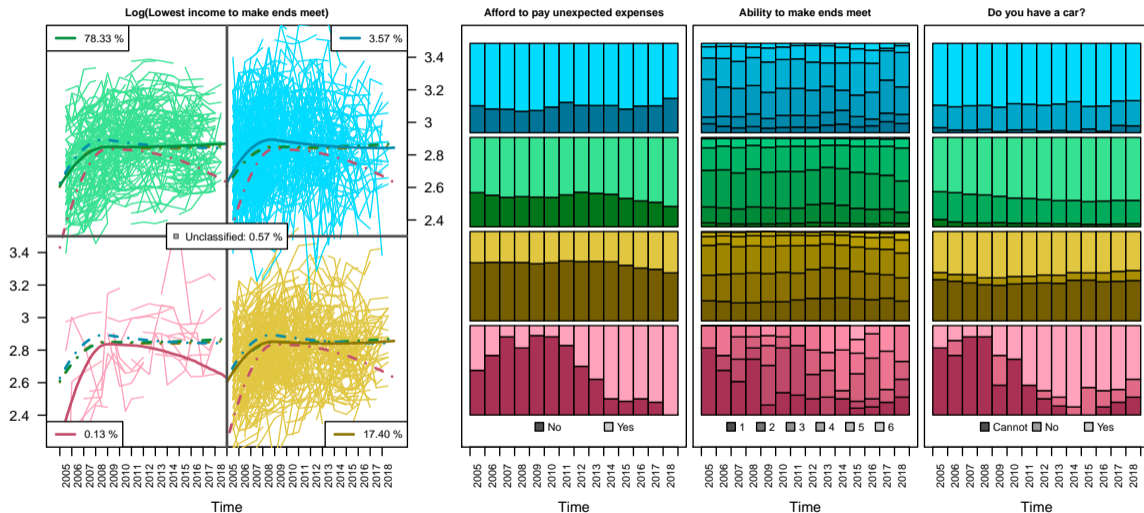 Log(Lowest income to make ends meet)
Afford to pay unexpected expenses
Ability to make ends meet
Do you have a car?
78.33 %
3.57 %
3.4
3.2
3
2.8
2.6
2.4
Unclassified: 0.57 %
3.4
3.2
3
2.8
2.6
2.4
0.13 %
17.40 %
No Yes
1 2 3 4 5 6
Cannot No Yes
2005 2006 2007 2008 2009 2010 2011 2012 2013 2014 2015 2016 2017 2018
2005 2006 2007 2008 2009 2010 2011 2012 2013 2014 2015 2016 2017 2018
2005 2006 2007 2008 2009 2010 2011 2012 2013 2014 2015 2016 2017 2018
2005 2006 2007 2008 2009 2010 2011 2012 2013 2014 2015 2016 2017 2018
2005 2006 2007 2008 2009 2010 2011 2012 2013 2014 2015 2016 2017 2018
Time
Time
Time
Time